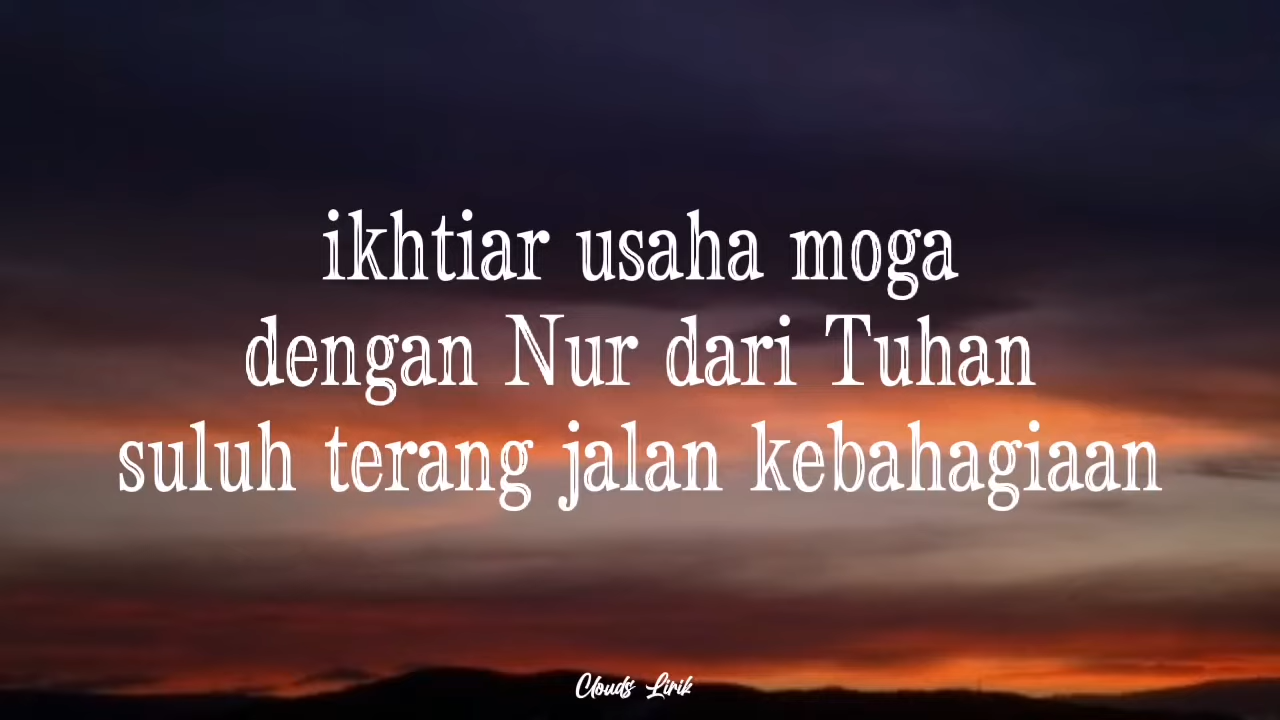 ikhtiar usaha moga
dengan Nur dari Tuhan
suluh terang jalan kebahagiaan
Clouds Lirik